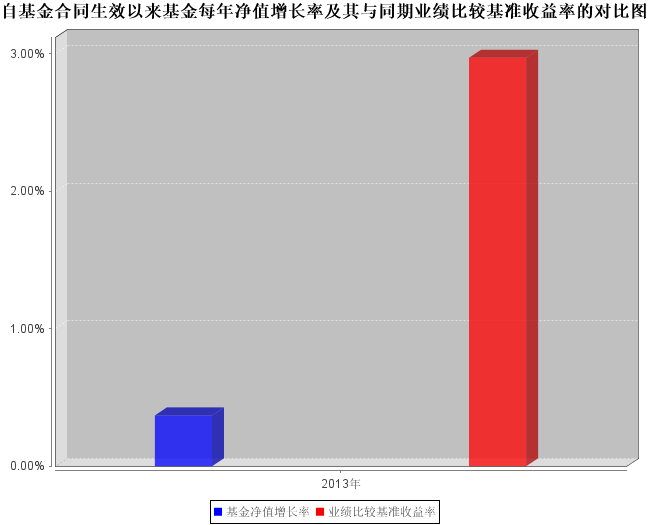 自基金合同生效以来基金每年净值增长率及其与同期业绩比较基准收益率的对比图
3.00%
2.00%
1.00%
0.00%
2013年
基金净值增长率 业绩比较基准收益率